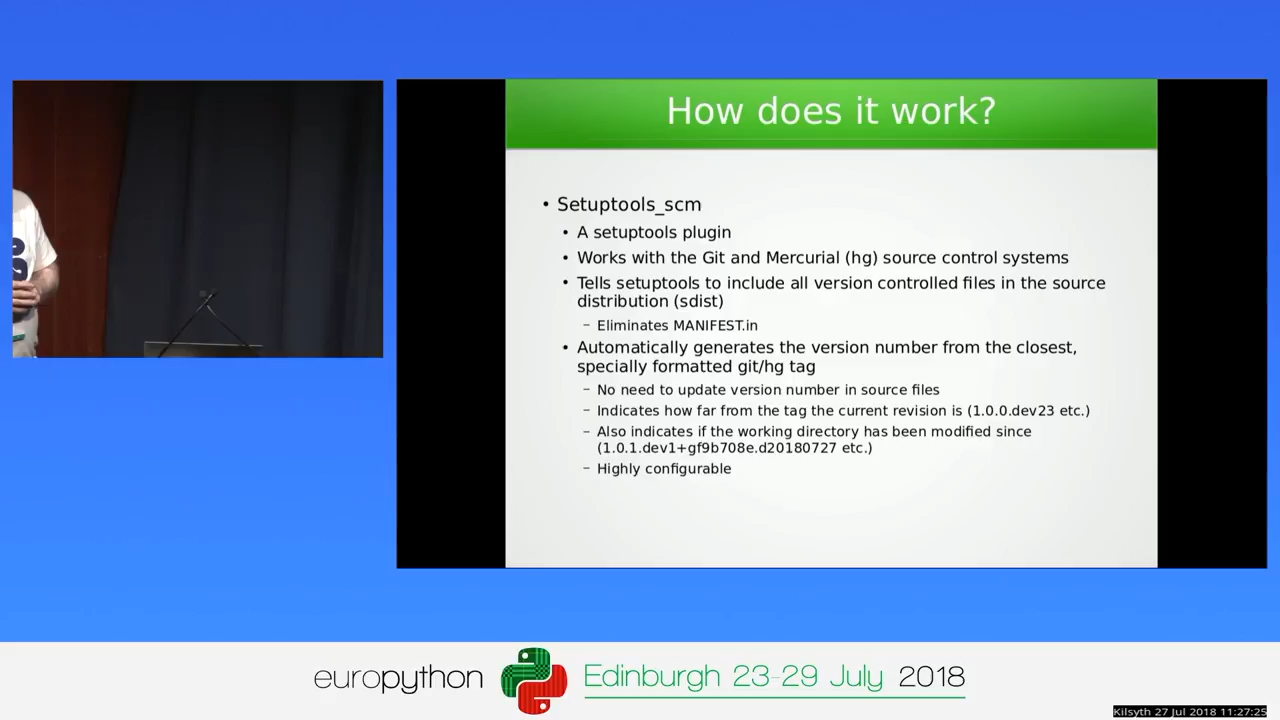 How does it work?
• Setuptools_scm
• A setuptools plugin
• Works with the Git and Mercurial (hg) source control systems
• Tells setuptools to include all version controlled files in the source
distribution (sdist)
– Eliminates MANIFEST.in
• Automatically generates the version number from the closest,
specially formatted git/hg tag
– No need to update version number in source files
– Indicates how far from the tag the current revision is (1.0.0.dev23 etc.)
– Also indicates if the working directory has been modified since
(1.0.1.dev1+gf9b708e.d20180727 etc.)
– Highly configurable
europython Edinburgh 23-29 July 2018
Kilsyth 27 Jul 2018 11:27:25